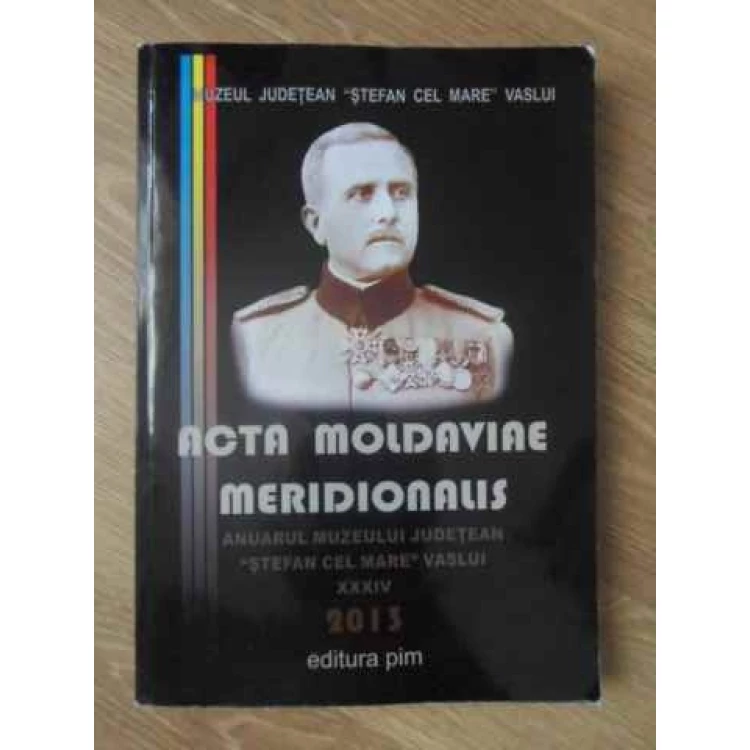 MUZEUL JUDEȚEAN "ȘTEFAN CEL MARE" VASLUI
ACTA MOLDAVIAE
MERIDIONALIS
ANUARUL MUZEULUI JUDEȚEAN
"ȘTEFAN CEL MARE" VASLUI
XXXIV
2013
editura pim